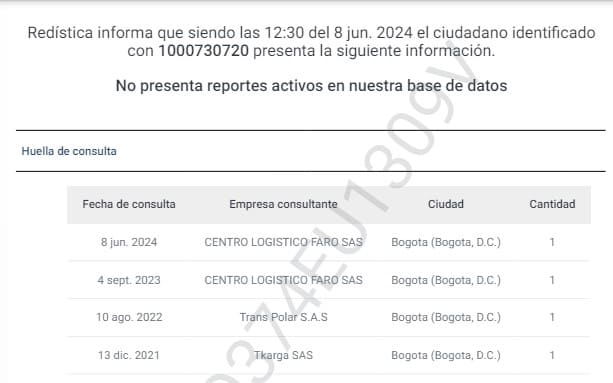 Redística informa que siendo las 12:30 del 8 jun. 2024 el ciudadano identificado
con 1000730720 presenta la siguiente información.
No presenta reportes activos en nuestra base de datos
Huella de consulta
Fecha de consulta Empresa consultante Ciudad Cantidad
8 jun. 2024 CENTRO LOGISTICO FARO SAS Bogota (Bogota, D.C.) 1
4 sept. 2023 CENTRO LOGISTICO FARO SAS Bogota (Bogota, D.C.) 1
10 ago. 2022 Trans Polar S.A.S Bogota (Bogota, D.C.) 1
13 dic. 2021 Tkarga SAS Bogota (Bogota, D.C.) 1